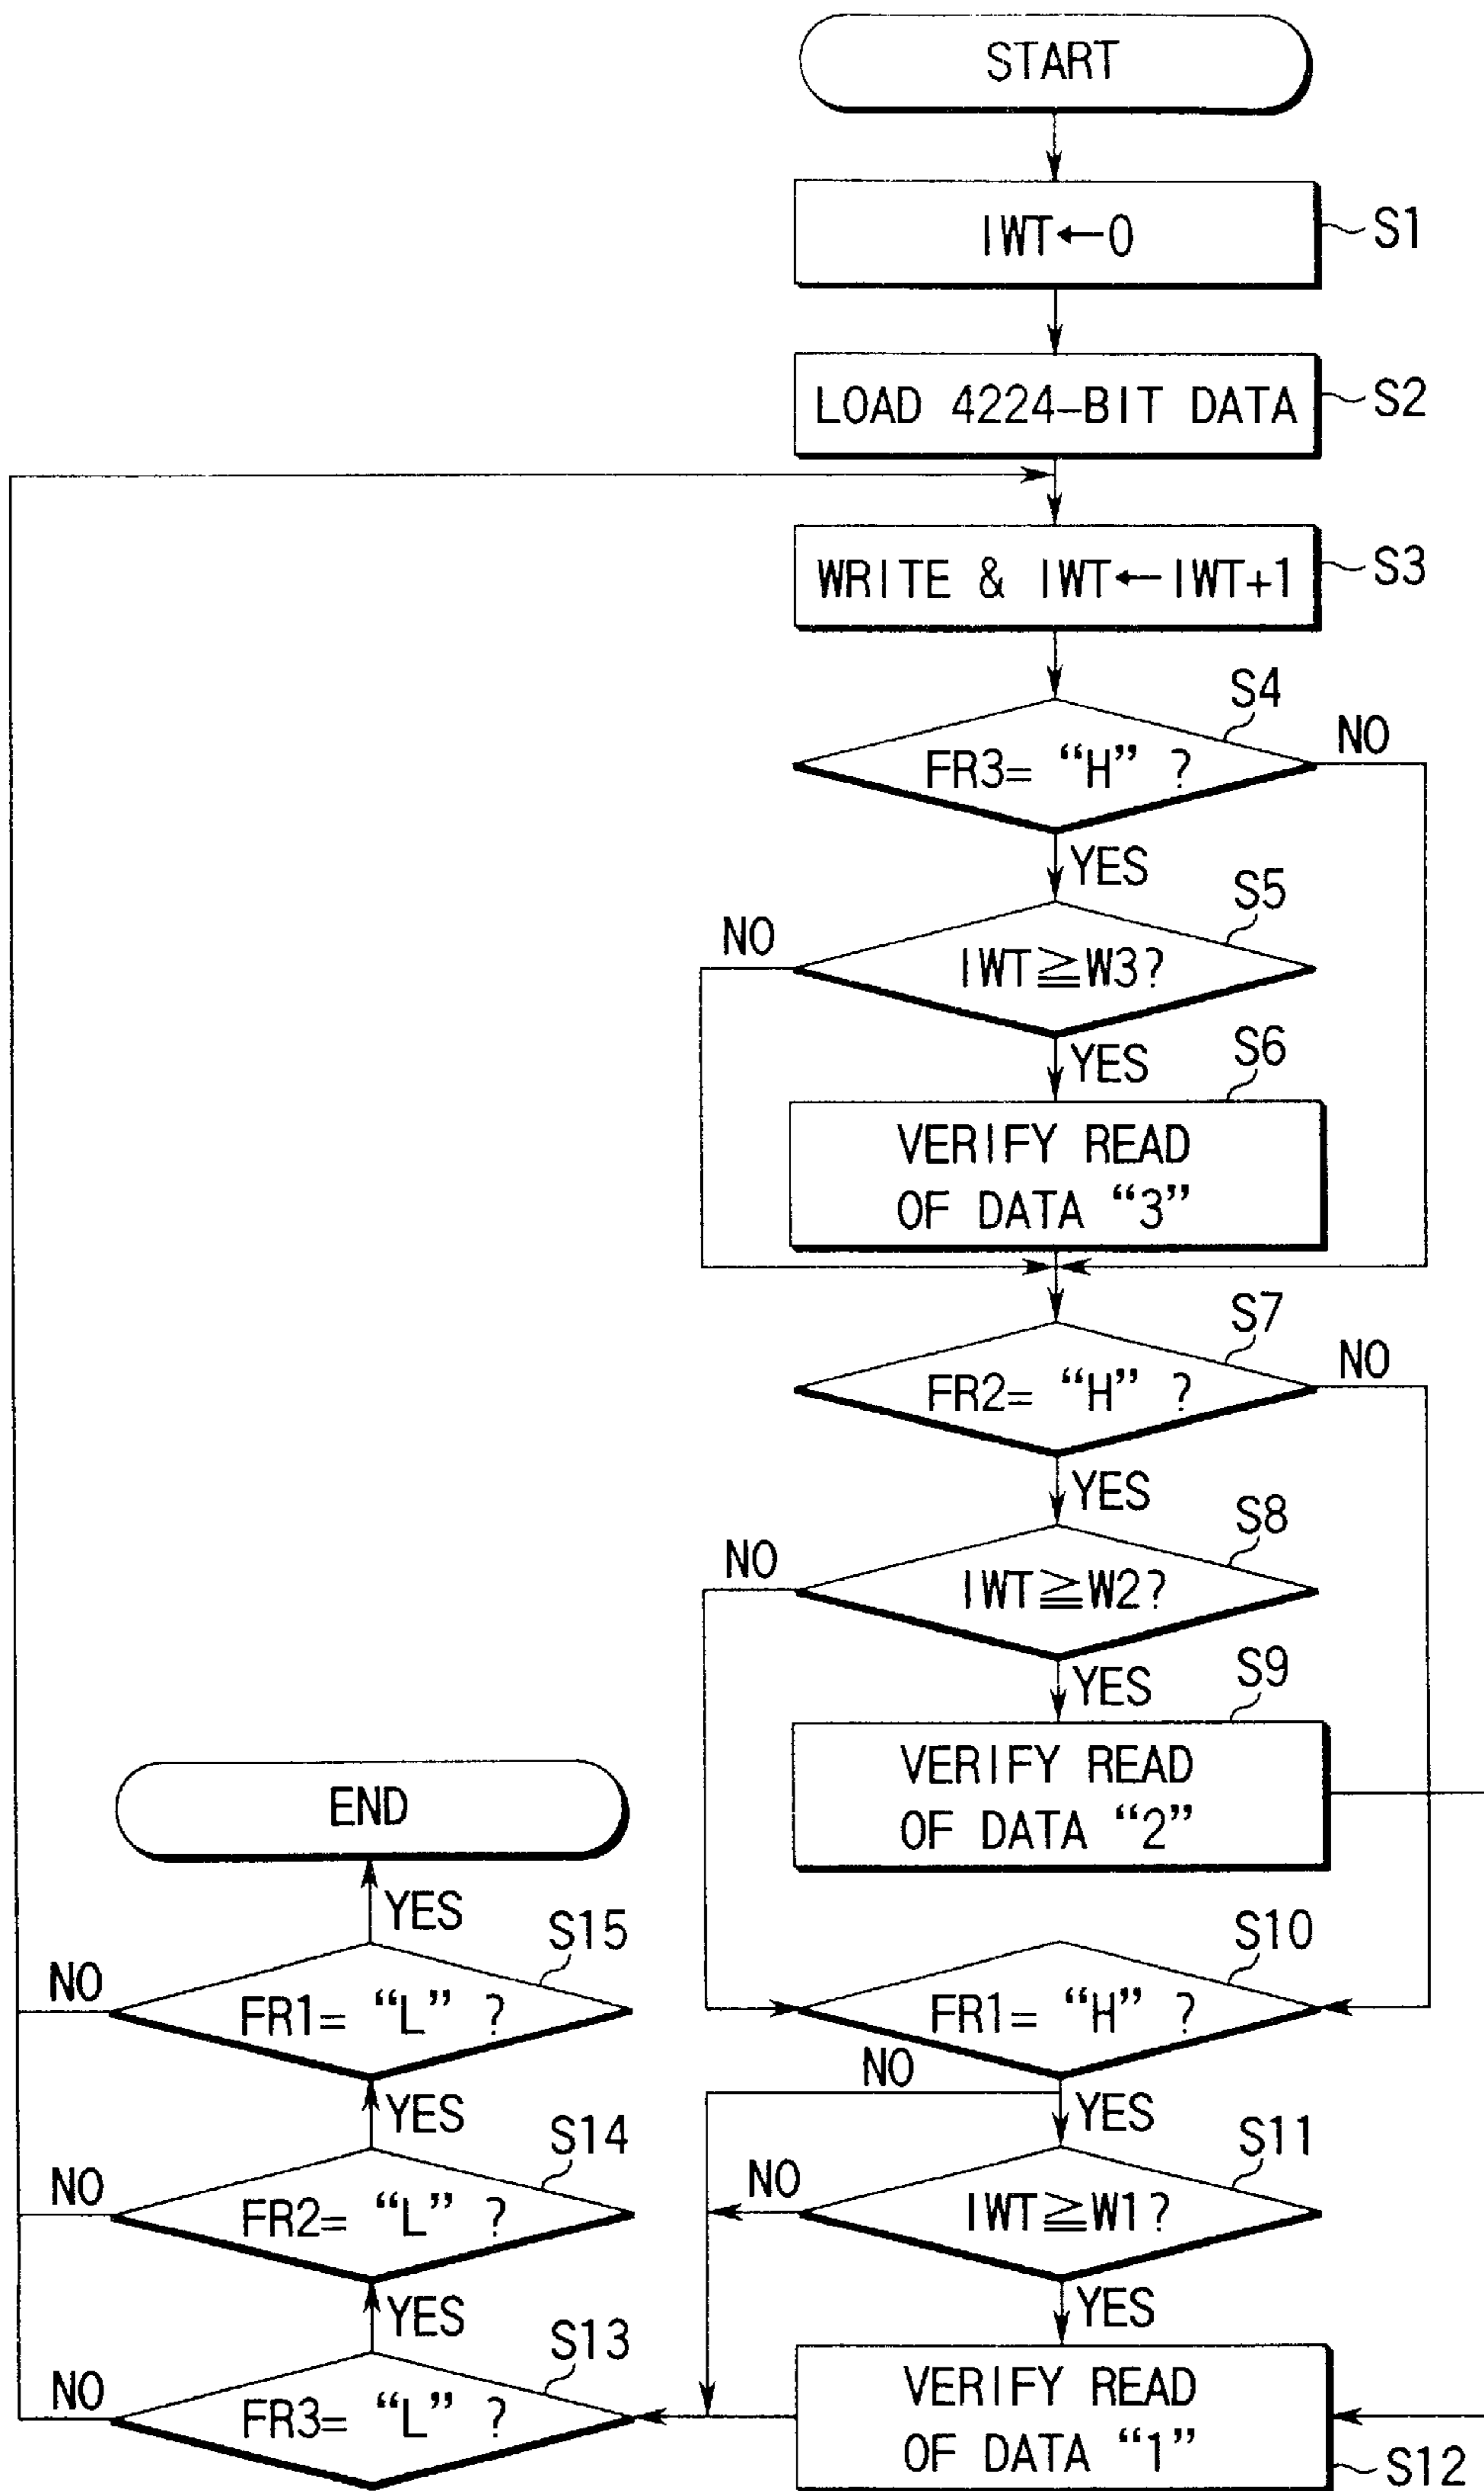 START
IWT←0
S1
LOAD 4224-BIT DATA
S2
WRITE & IWT←IWT+1
S3
S4
FR3= “H” ?
NO
YES
S5
NO
IWT≧W3?
YES
S6
VERIFY READ
OF DATA “3”
S7
FR2= “H” ?
NO
YES
S8
NO
IWT≧W2?
YES
S9
VERIFY READ
OF DATA “2”
S10
FR1= “H” ?
NO
YES
S11
NO
IWT≧W1?
YES
VERIFY READ
OF DATA “1”
S12
S13
FR3= “L” ?
NO
YES
S14
FR2= “L” ?
NO
YES
S15
FR1= “L” ?
NO
YES
END